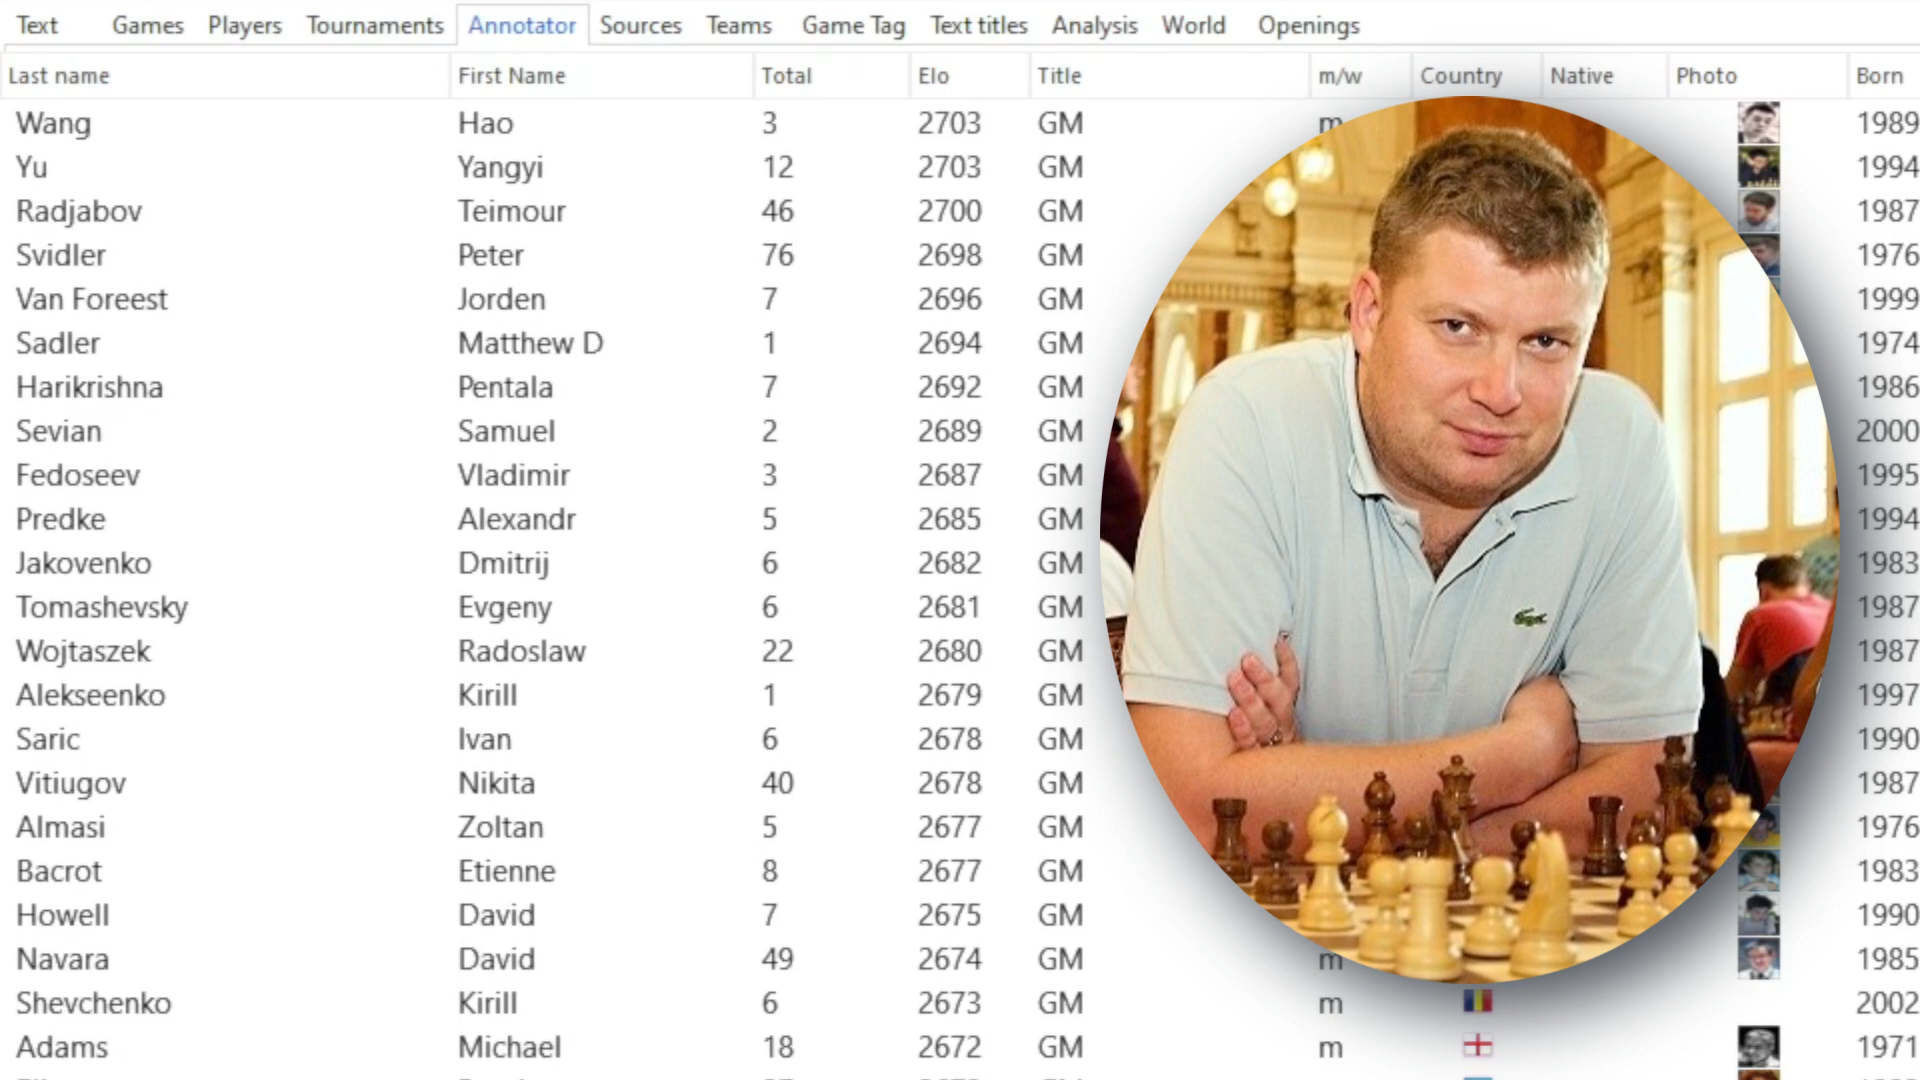 Text Games Players Tournaments Annotator Sources Teams Game Tag Text titles Analysis World Openings
Last name First Name Total Elo Title m/w Country Native Photo Born
Wang Hao 3 2703 GM m 1989
Yu Yangyi 12 2703 GM 1994
Radjabov Teimour 46 2700 GM 1987
Svidler Peter 76 2698 GM 1976
Van Foreest Jorden 7 2696 GM 1999
Sadler Matthew D 1 2694 GM 1974
Harikrishna Pentala 7 2692 GM 1986
Sevian Samuel 2 2689 GM 2000
Fedoseev Vladimir 3 2687 GM 1995
Predke Alexandr 5 2685 GM 1994
Jakovenko Dmitrij 6 2682 GM 1983
Tomashevsky Evgeny 6 2681 GM 1987
Wojtaszek Radoslaw 22 2680 GM 1987
Alekseenko Kirill 1 2679 GM 1997
Saric Ivan 6 2678 GM 1990
Vitiugov Nikita 40 2678 GM 1987
Almasi Zoltan 5 2677 GM 1976
Bacrot Etienne 8 2677 GM 1983
Howell David 7 2675 GM 1990
Navara David 49 2674 GM m 1985
Shevchenko Kirill 6 2673 GM m 2002
Adams Michael 18 2672 GM m 1971